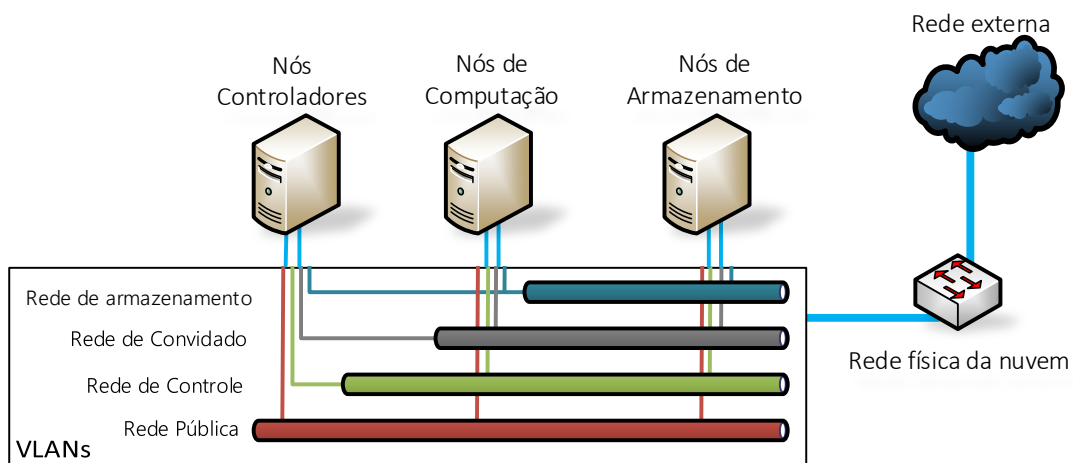 Rede externa
Nós
Controladores
Nós de
Computação
Nós de
Armazenamento
Rede de armazenamento
Rede de Convidado
Rede de Controle
Rede Pública
VLANs
Rede física da nuvem